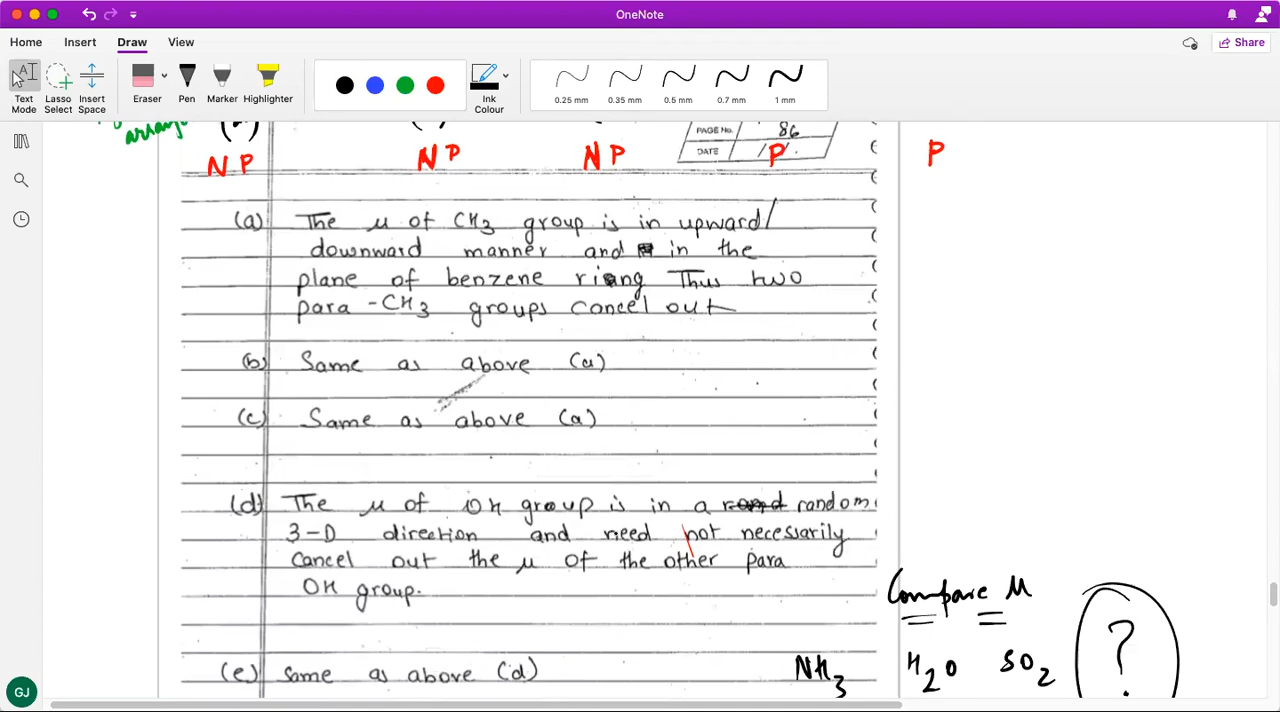 OneNote
Home Insert Draw View
Share
Text Mode
Lasso Select
Insert Space
Eraser
Pen
Marker
Highlighter
Ink Colour
0.25 mm
0.35 mm
0.5 mm
0.7 mm
1 mm
PAGE No. 86
DATE / /
NP NP NP P P
(a) The μ of CH3 group is in upward/
downward manner and in the
plane of benzene ring Thus two
para -CH3 groups cancel out
(b) Same as above (a)
(c) Same as above (a)
(d) The μ of OH group is in a random
3-D direction and need not necessarily
cancel out the μ of the other para
OH group.
Compare μ
(e) same as above (d)
NH3 H2O SO2 ?
GJ